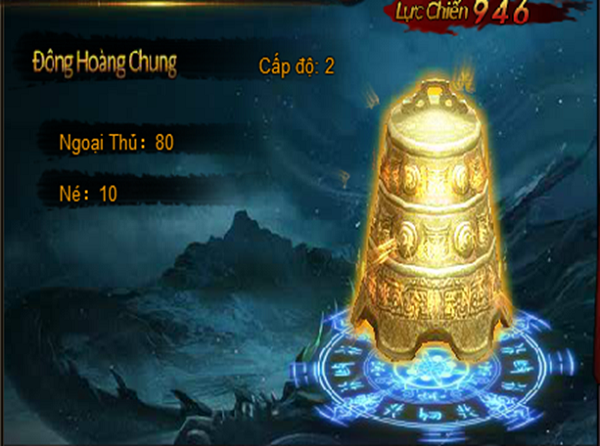 Lực Chiến 946
Đông Hoàng Chung
Cấp độ: 2
Ngoại Thủ: 80
Né: 10